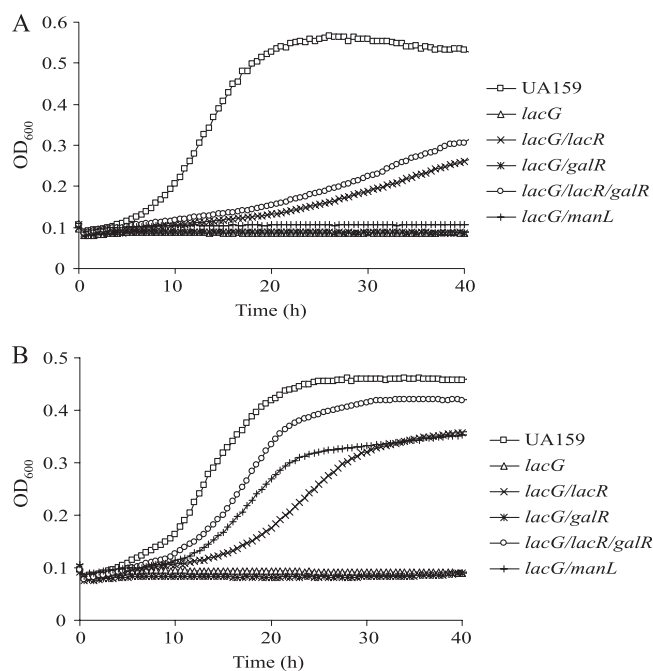 A
0.6
0.5
0.4
0.3
0.2
0.1
0
OD600
0
10
20
30
40
Time (h)
UA159
lacG
lacG/lacR
lacG/galR
lacG/lacR/galR
lacG/manL
B
0.5
0.4
0.3
0.2
0.1
0
OD600
0
10
20
30
40
Time (h)
UA159
lacG
lacG/lacR
lacG/galR
lacG/lacR/galR
lacG/manL